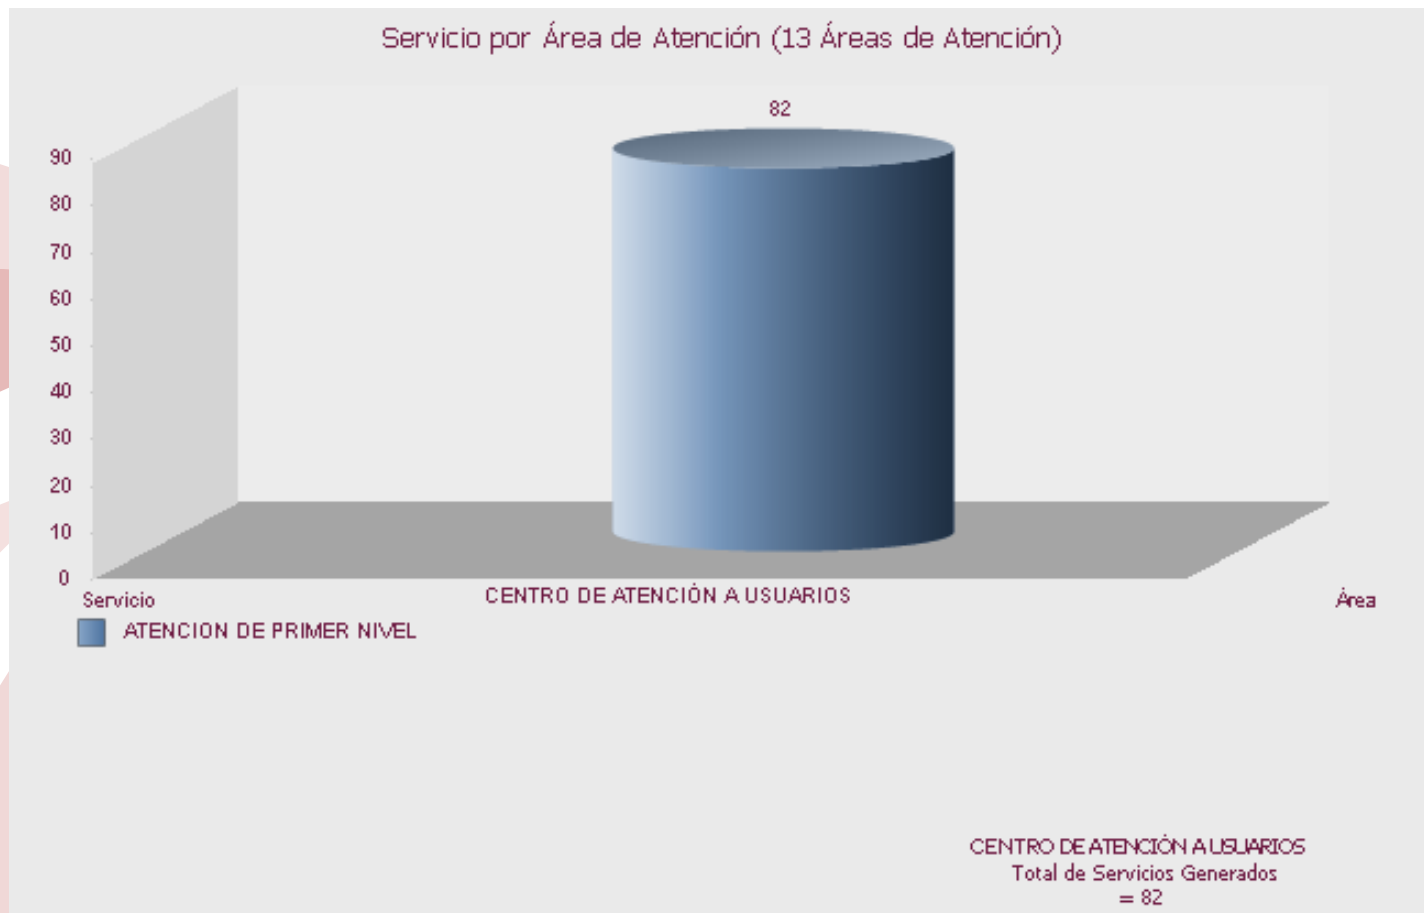 Servicio por Área de Atención (13 Áreas de Atención)
82
90
80
70
60
50
40
30
20
10
0
Servicio
CENTRO DE ATENCIÓN A USUARIOS
Área
ATENCION DE PRIMER NIVEL
CENTRO DE ATENCIÓN A USUARIOS
Total de Servicios Generados
= 82